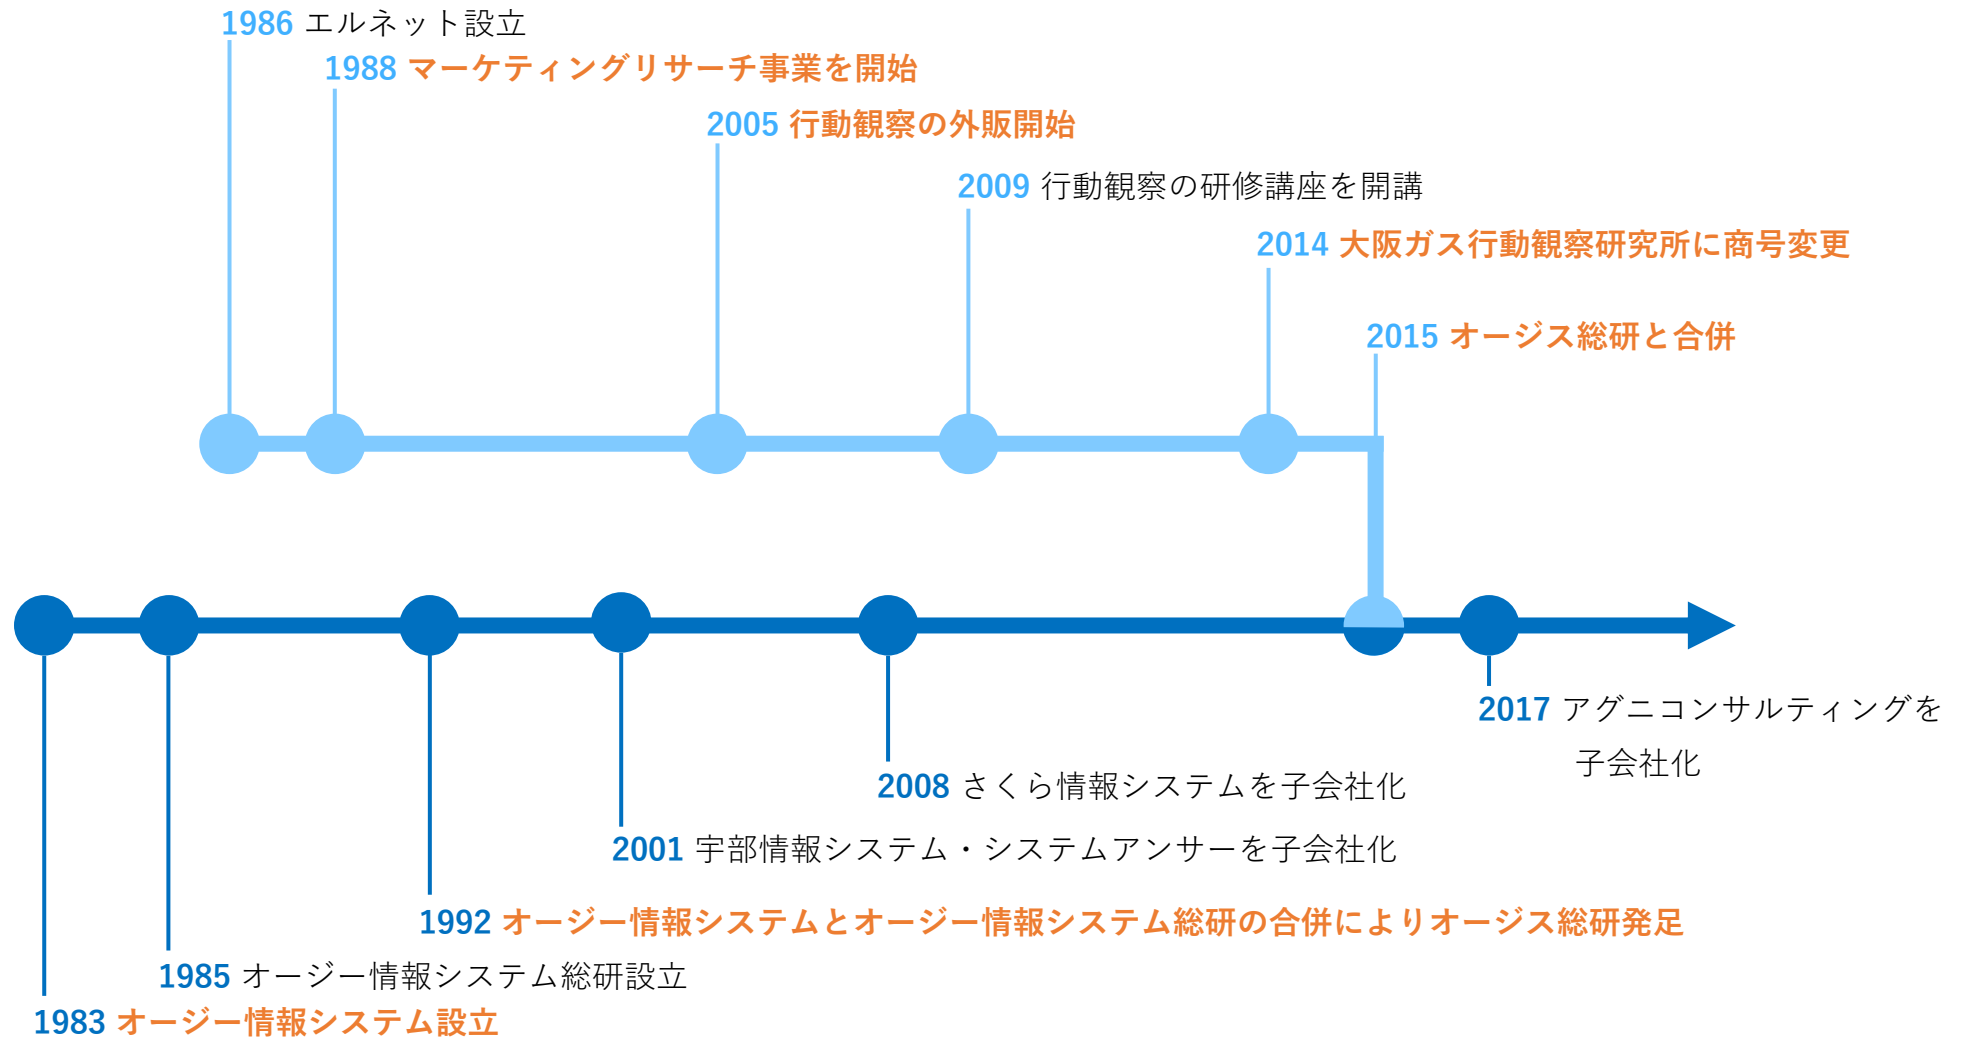 1986 エルネット設立
1988 マーケティングリサーチ事業を開始
2005 行動観察の外販開始
2009 行動観察の研修講座を開講
2014 大阪ガス行動観察研究所に商号変更
2015 オージス総研と合併
2017 アグニコンサルティングを
子会社化
2008 さくら情報システムを子会社化
2001 宇部情報システム・システムアンサーを子会社化
1992 オージー情報システムとオージー情報システム総研の合併によりオージス総研発足
1985 オージー情報システム総研設立
1983 オージー情報システム設立